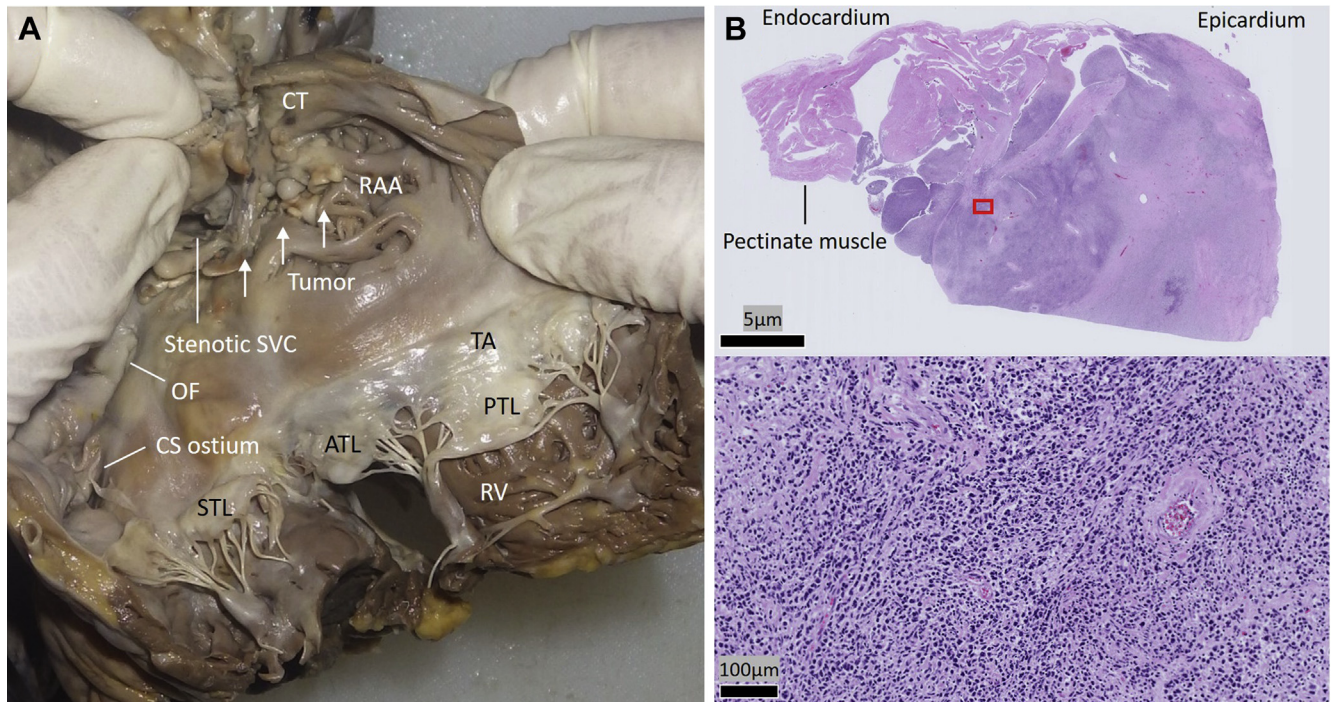 A
CT
RAA
Tumor
Stenotic SVC
OF
TA
PTL
CS ostium
ATL
RV
STL
B
Endocardium
Epicardium
Pectinate muscle
5μm
100μm